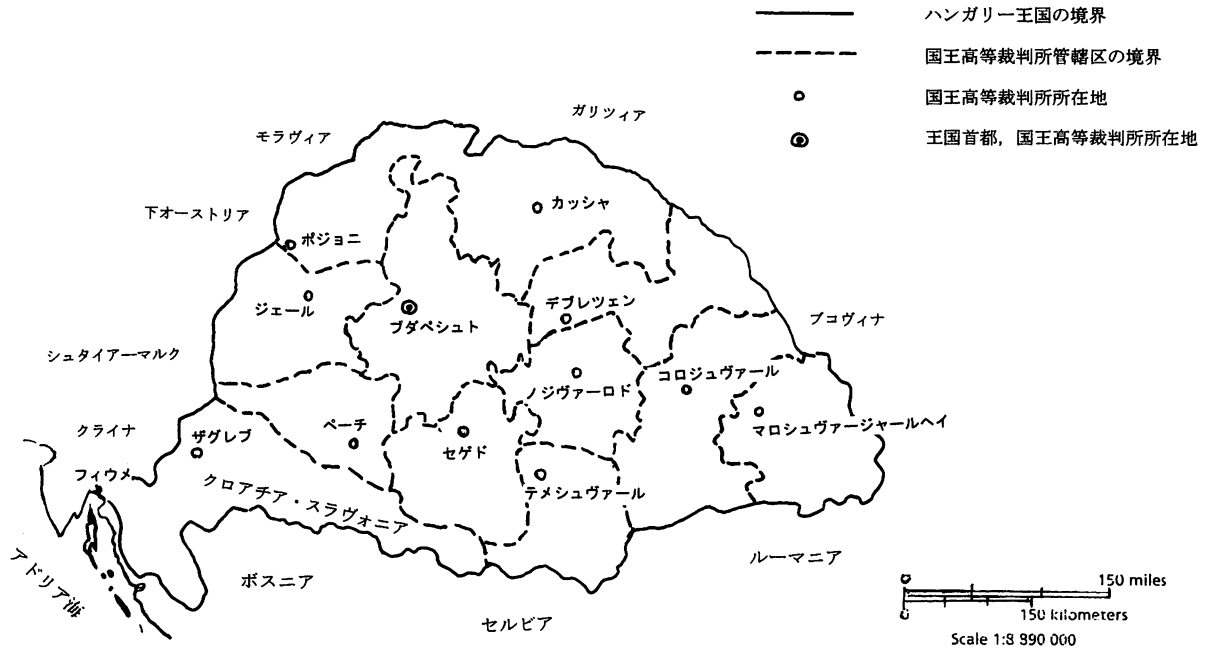 ハンガリー王国の境界
国王高等裁判所管轄区の境界
国王高等裁判所所在地
王国首都，国王高等裁判所所在地
ガリツィア
モラヴィア
下オーストリア
カッシャ
ポジョニ
ジェール
ブダペシュト
デブレツェン
ブコヴィナ
シュタイアーマルク
コロジュヴァール
ノジヴァーロド
マロシュヴァージャールヘイ
クライナ
ザグレブ
ペーチ
セゲド
フィウメ
クロアチア・スラヴォニア
テメシュヴァール
アドリア海
ボスニア
ルーマニア
セルビア
0 150 miles
0 150 kilometers
Scale 1:8 890 000